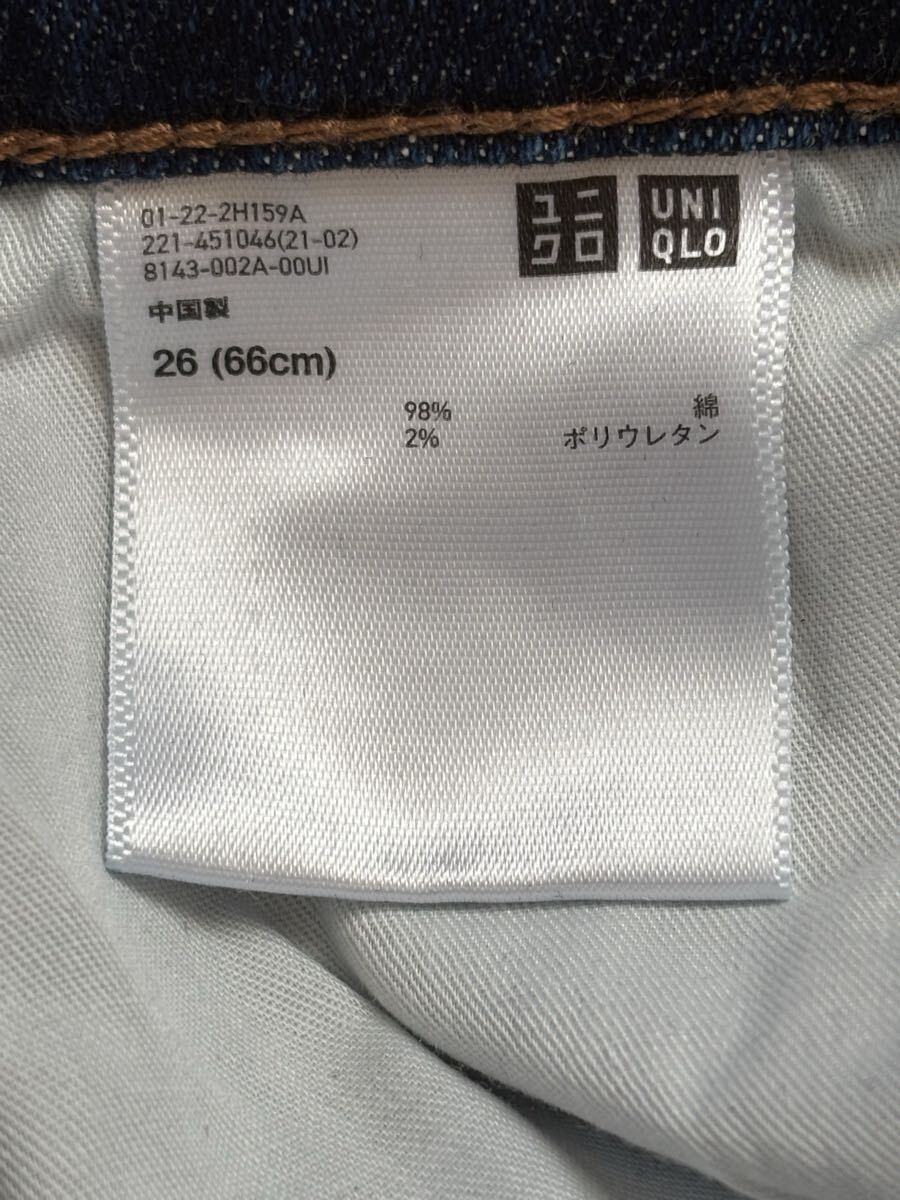 01-22-2H159A
221-451046(21-02)
8143-002A-00UI
ユニ
クロ
UNI
QLO
中国製
26 (66cm)
98% 綿
2% ポリウレタン